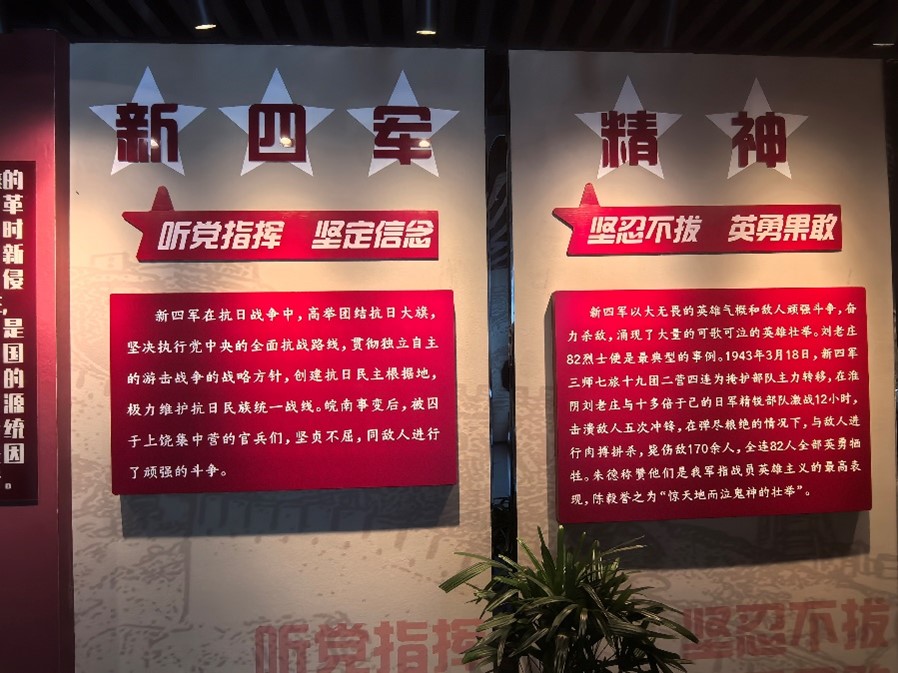 新四军 精神
听党指挥 坚定信念
新四军在抗日战争中，高举团结抗日大旗，
坚决执行党中央的全面抗战路线，贯彻独立自主
的游击战争的战略方针，创建抗日民主根据地，
极力维护抗日民族统一战线。皖南事变后，被囚
于上饶集中营的官兵们，坚贞不屈，同敌人进行
了顽强的斗争。
坚忍不拔 英勇果敢
新四军以大无畏的英雄气概和敌人顽强斗争，奋
力杀敌，涌现了大量的可歌可泣的英雄壮举。刘老庄
82烈士便是最典型的事例。1943年3月18日，新四军
三师七旅十九团二营四连为掩护部队主力转移，在淮
阴刘老庄与十多倍于己的日军精锐部队激战12小时，
击溃敌人五次冲锋，在弹尽粮绝的情况下，与敌人进
行肉搏拼杀，毙伤敌170余人，全连82人全部英勇牺
牲。朱德称赞他们是我军指战员英雄主义的最高表
现，陈毅誉之为“惊天地而泣鬼神的壮举”。
的
革
时新
侵
是
国的
源
统
因
听党指挥
坚忍不拔